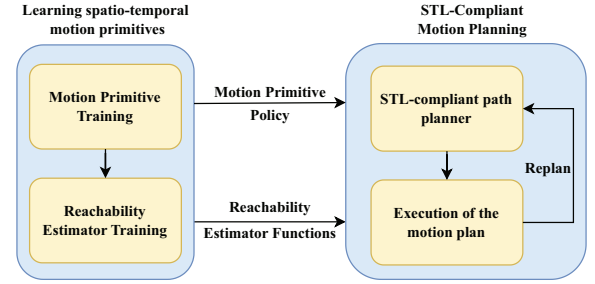 Learning spatio-temporal
motion primitives
Motion Primitive
Training
Reachability
Estimator Training
Motion Primitive
Policy
Reachability
Estimator Functions
STL-Compliant
Motion Planning
STL-compliant path
planner
Execution of the
motion plan
Replan